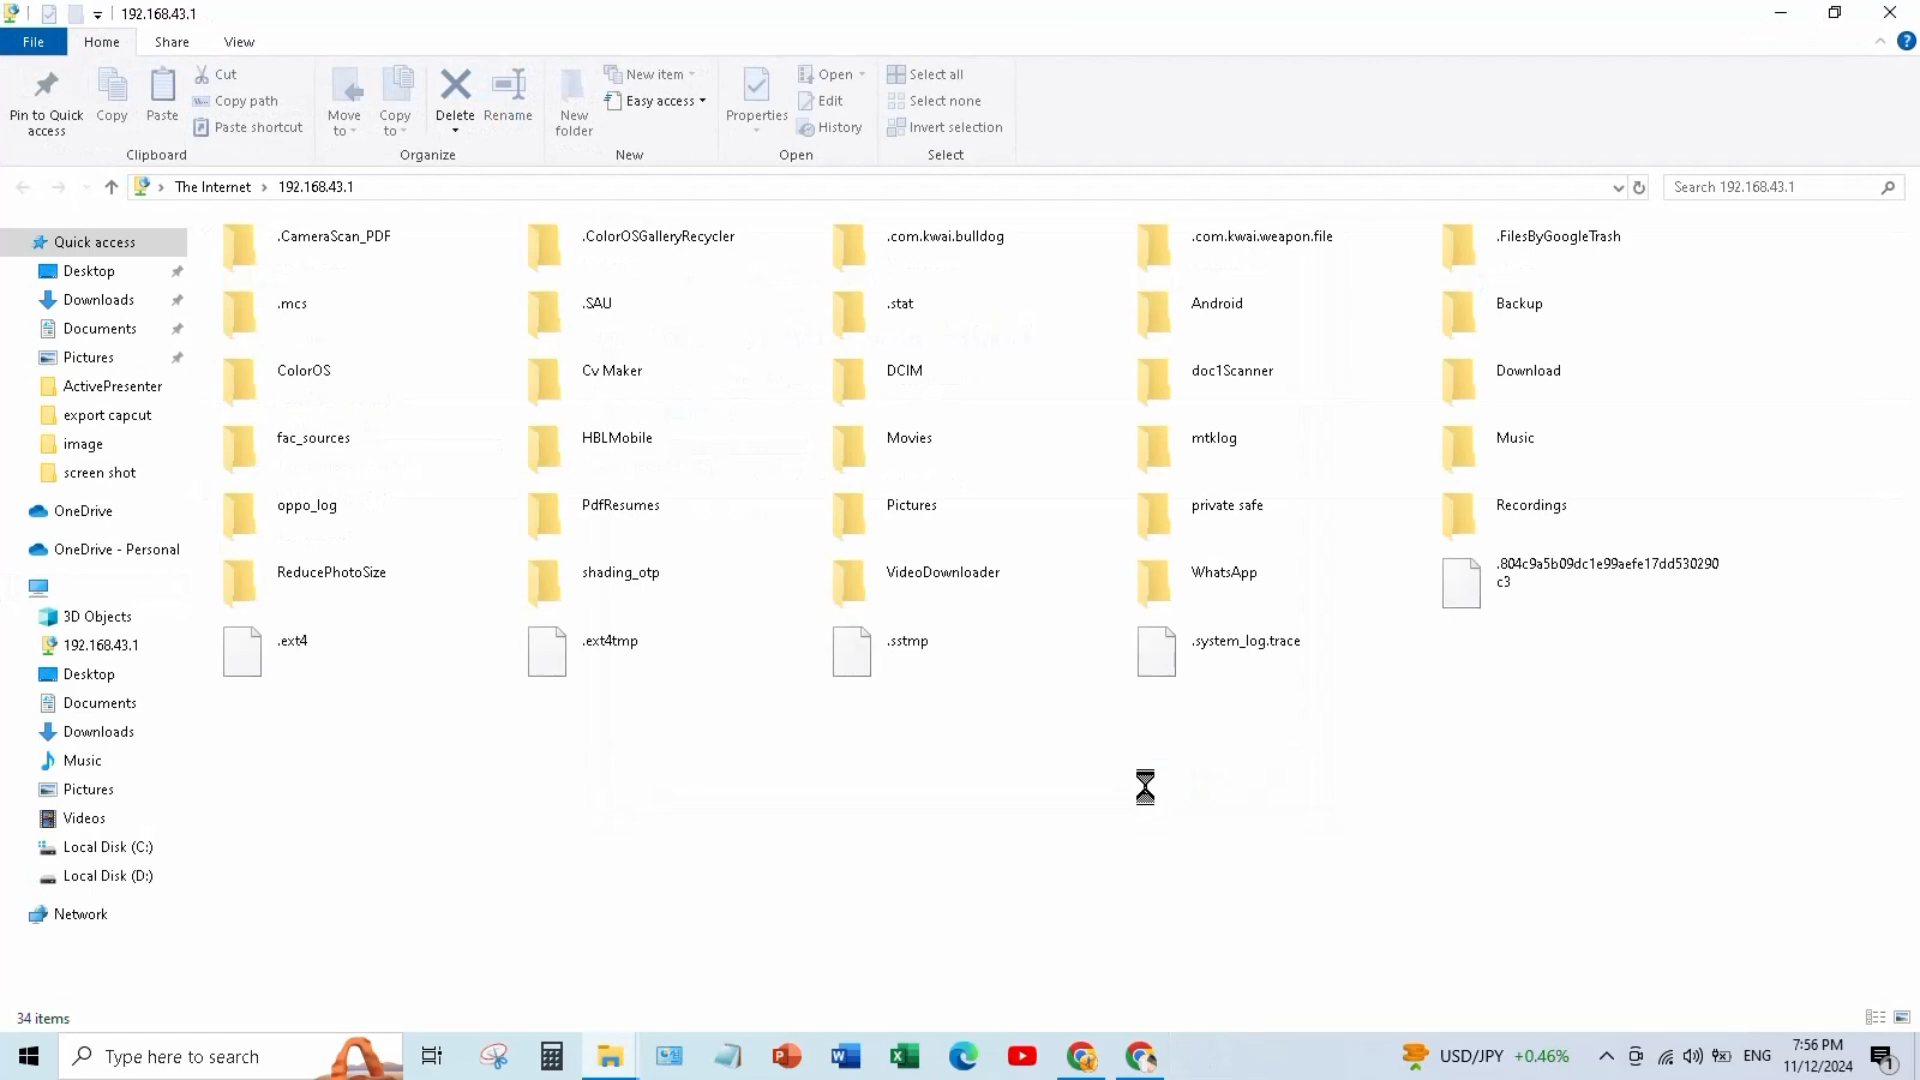 192.168.43.1
File Home Share View
Pin to Quick access
Copy
Paste
Cut
Copy path
Paste shortcut
Clipboard
Move to
Copy to
Delete
Rename
Organize
New folder
New item
Easy access
New
Properties
Open
Edit
History
Open
Select all
Select none
Invert selection
Select
The Internet > 192.168.43.1
Search 192.168.43.1
Quick access
Desktop
Downloads
Documents
Pictures
ActivePresenter
export capcut
image
screen shot
OneDrive
OneDrive - Personal
3D Objects
192.168.43.1
Desktop
Documents
Downloads
Music
Pictures
Videos
Local Disk (C:)
Local Disk (D:)
Network
.CameraScan_PDF
.ColorOSGalleryRecycler
.com.kwai.bulldog
.com.kwai.weapon.file
.FilesByGoogleTrash
.mcs
.SAU
.stat
Android
Backup
ColorOS
Cv Maker
DCIM
doc1Scanner
Download
fac_sources
HBLMobile
Movies
mtklog
Music
oppo_log
PdfResumes
Pictures
private safe
Recordings
ReducePhotoSize
shading_otp
VideoDownloader
WhatsApp
.804c9a5b09dc1e99aefe17dd530290
c3
.ext4
.ext4tmp
.sstmp
.system_log.trace
34 items
Type here to search
USD/JPY +0.46%
ENG
7:56 PM
11/12/2024
1